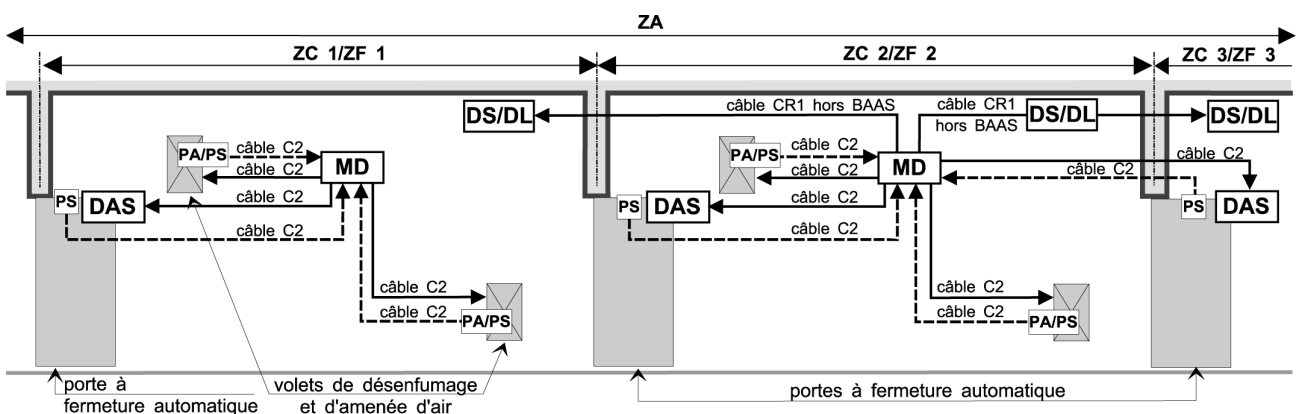 ZA
ZC 1/ZF 1
ZC 2/ZF 2
ZC 3/ZF 3
DS/DL
câble CR1 hors BAAS
câble CR1
hors BAAS
DS/DL
DS/DL
PA/PS
câble C2
câble C2
MD
PS
DAS
câble C2
câble C2
câble C2
câble C2
PA/PS
PA/PS
câble C2
câble C2
MD
câble C2
câble C2
PS
DAS
câble C2
câble C2
PS
DAS
câble C2
câble C2
PA/PS
porte à
fermeture automatique
volets de désenfumage
et d'amenée d'air
portes à fermeture automatique